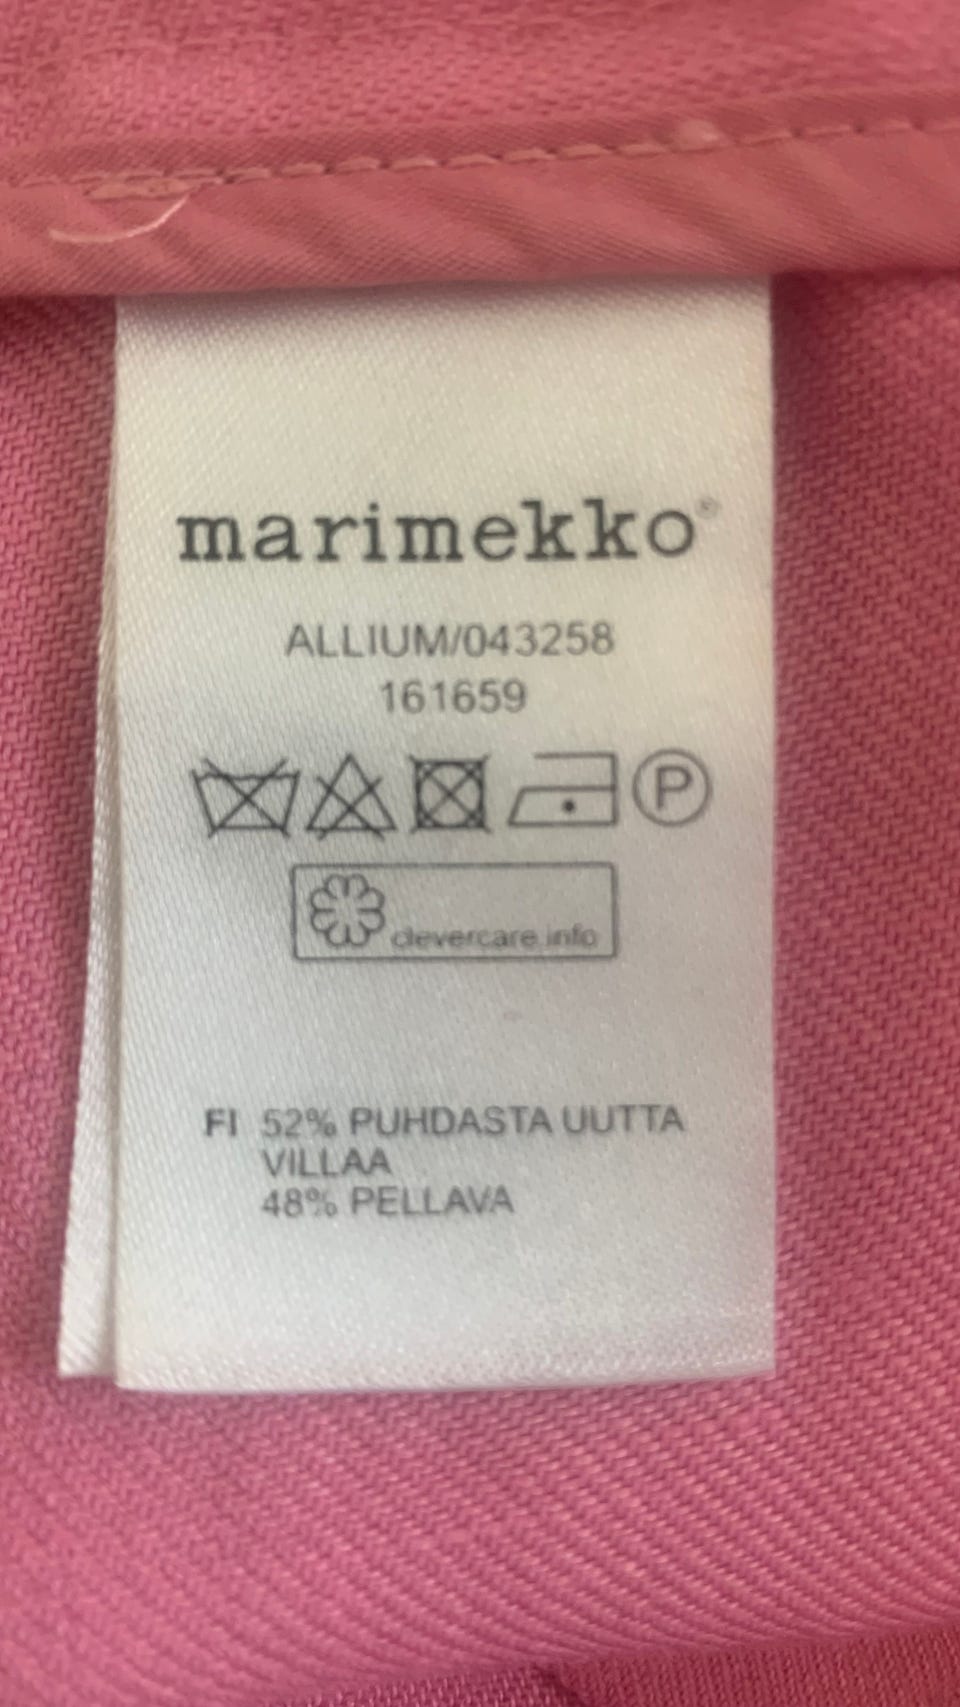 marimekko®
ALLIUM/043258
161659
P
clevercare.info
FI 52% PUHDASTA UUTTA
VILLAA
48% PELLAVA